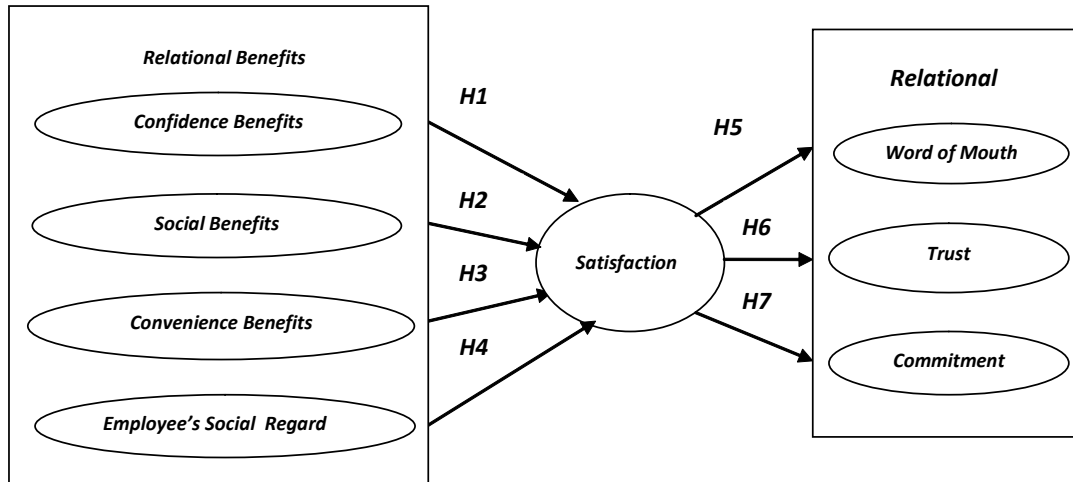 Relational Benefits
Confidence Benefits
Social Benefits
Convenience Benefits
Employee's Social Regard
H1
H2
H3
H4
Satisfaction
H5
H6
H7
Relational
Word of Mouth
Trust
Commitment